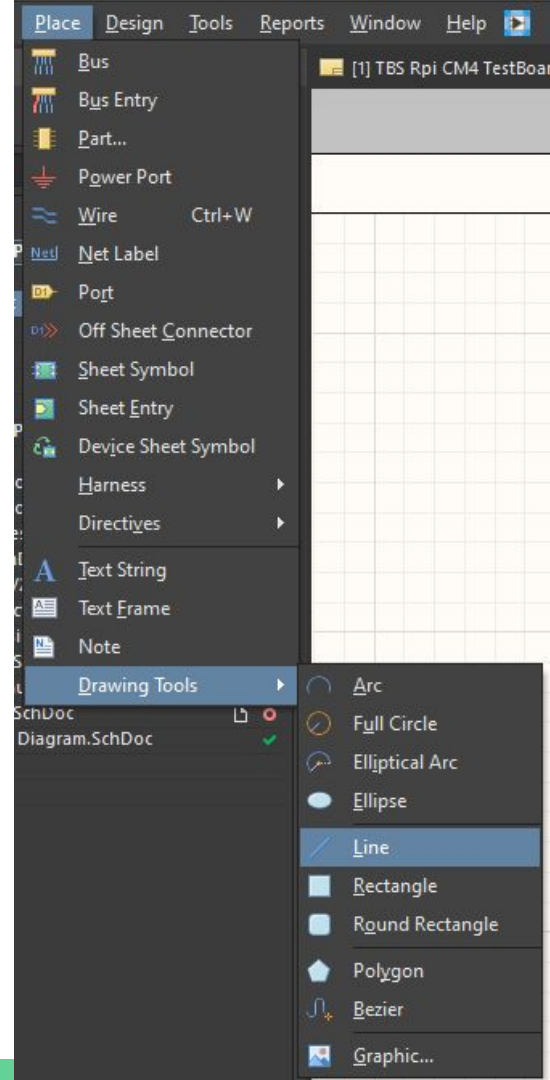 Place Design Tools Reports Window Help
[1] TBS Rpi CM4 TestBoar
Bus
Bus Entry
Part...
Power Port
Wire Ctrl+W
Net Label
Port
Off Sheet Connector
Sheet Symbol
Sheet Entry
Device Sheet Symbol
Harness
Directives
Text String
Text Frame
Note
Drawing Tools
SchDoc
Diagram.SchDoc
Arc
Full Circle
Elliptical Arc
Ellipse
Line
Rectangle
Round Rectangle
Polygon
Bezier
Graphic...